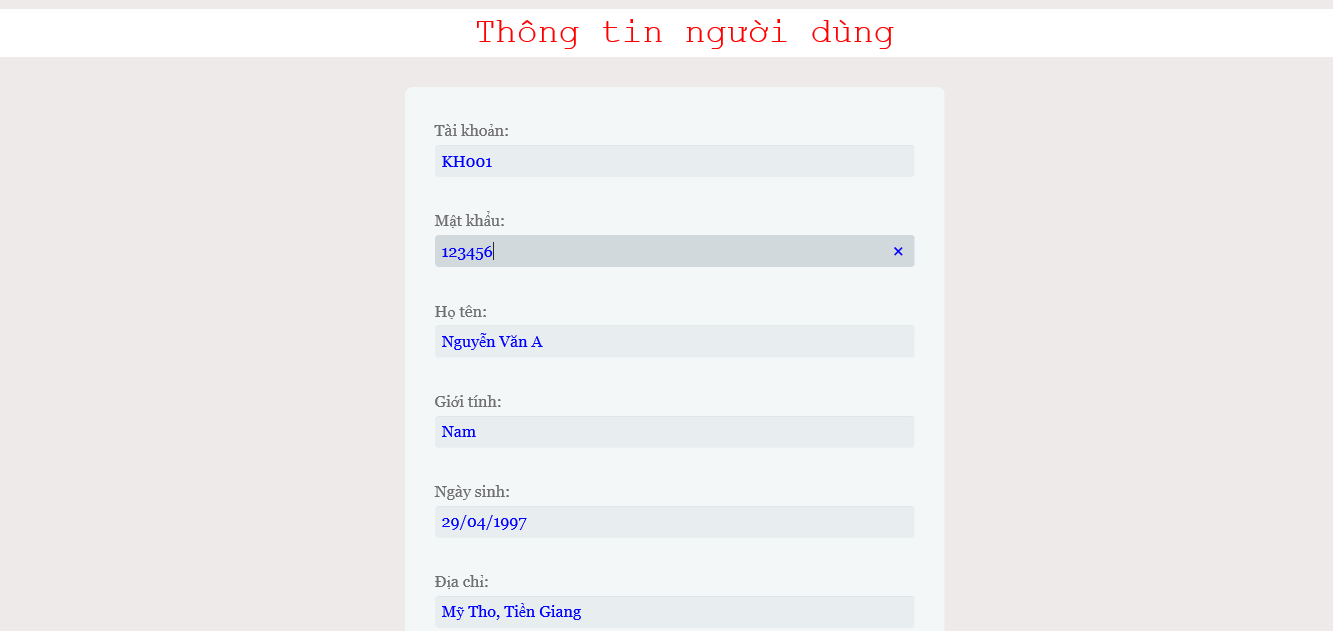 Thông tin người dùng
Tài khoản:
KH001
Mật khẩu:
123456
×
Họ tên:
Nguyễn Văn A
Giới tính:
Nam
Ngày sinh:
29/04/1997
Địa chỉ:
Mỹ Tho, Tiền Giang